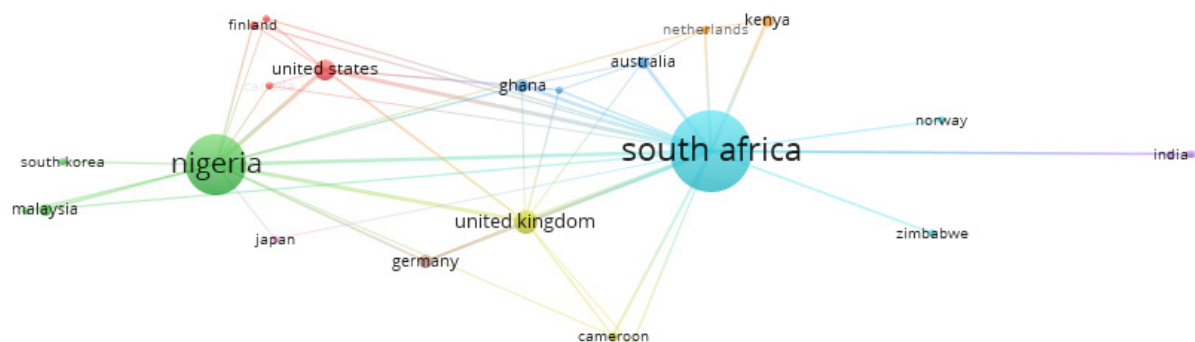 finland
netherlands
kenya
united states
australia
canada
ghana
norway
south africa
india
south korea
nigeria
malaysia
united kingdom
japan
zimbabwe
germany
cameroon